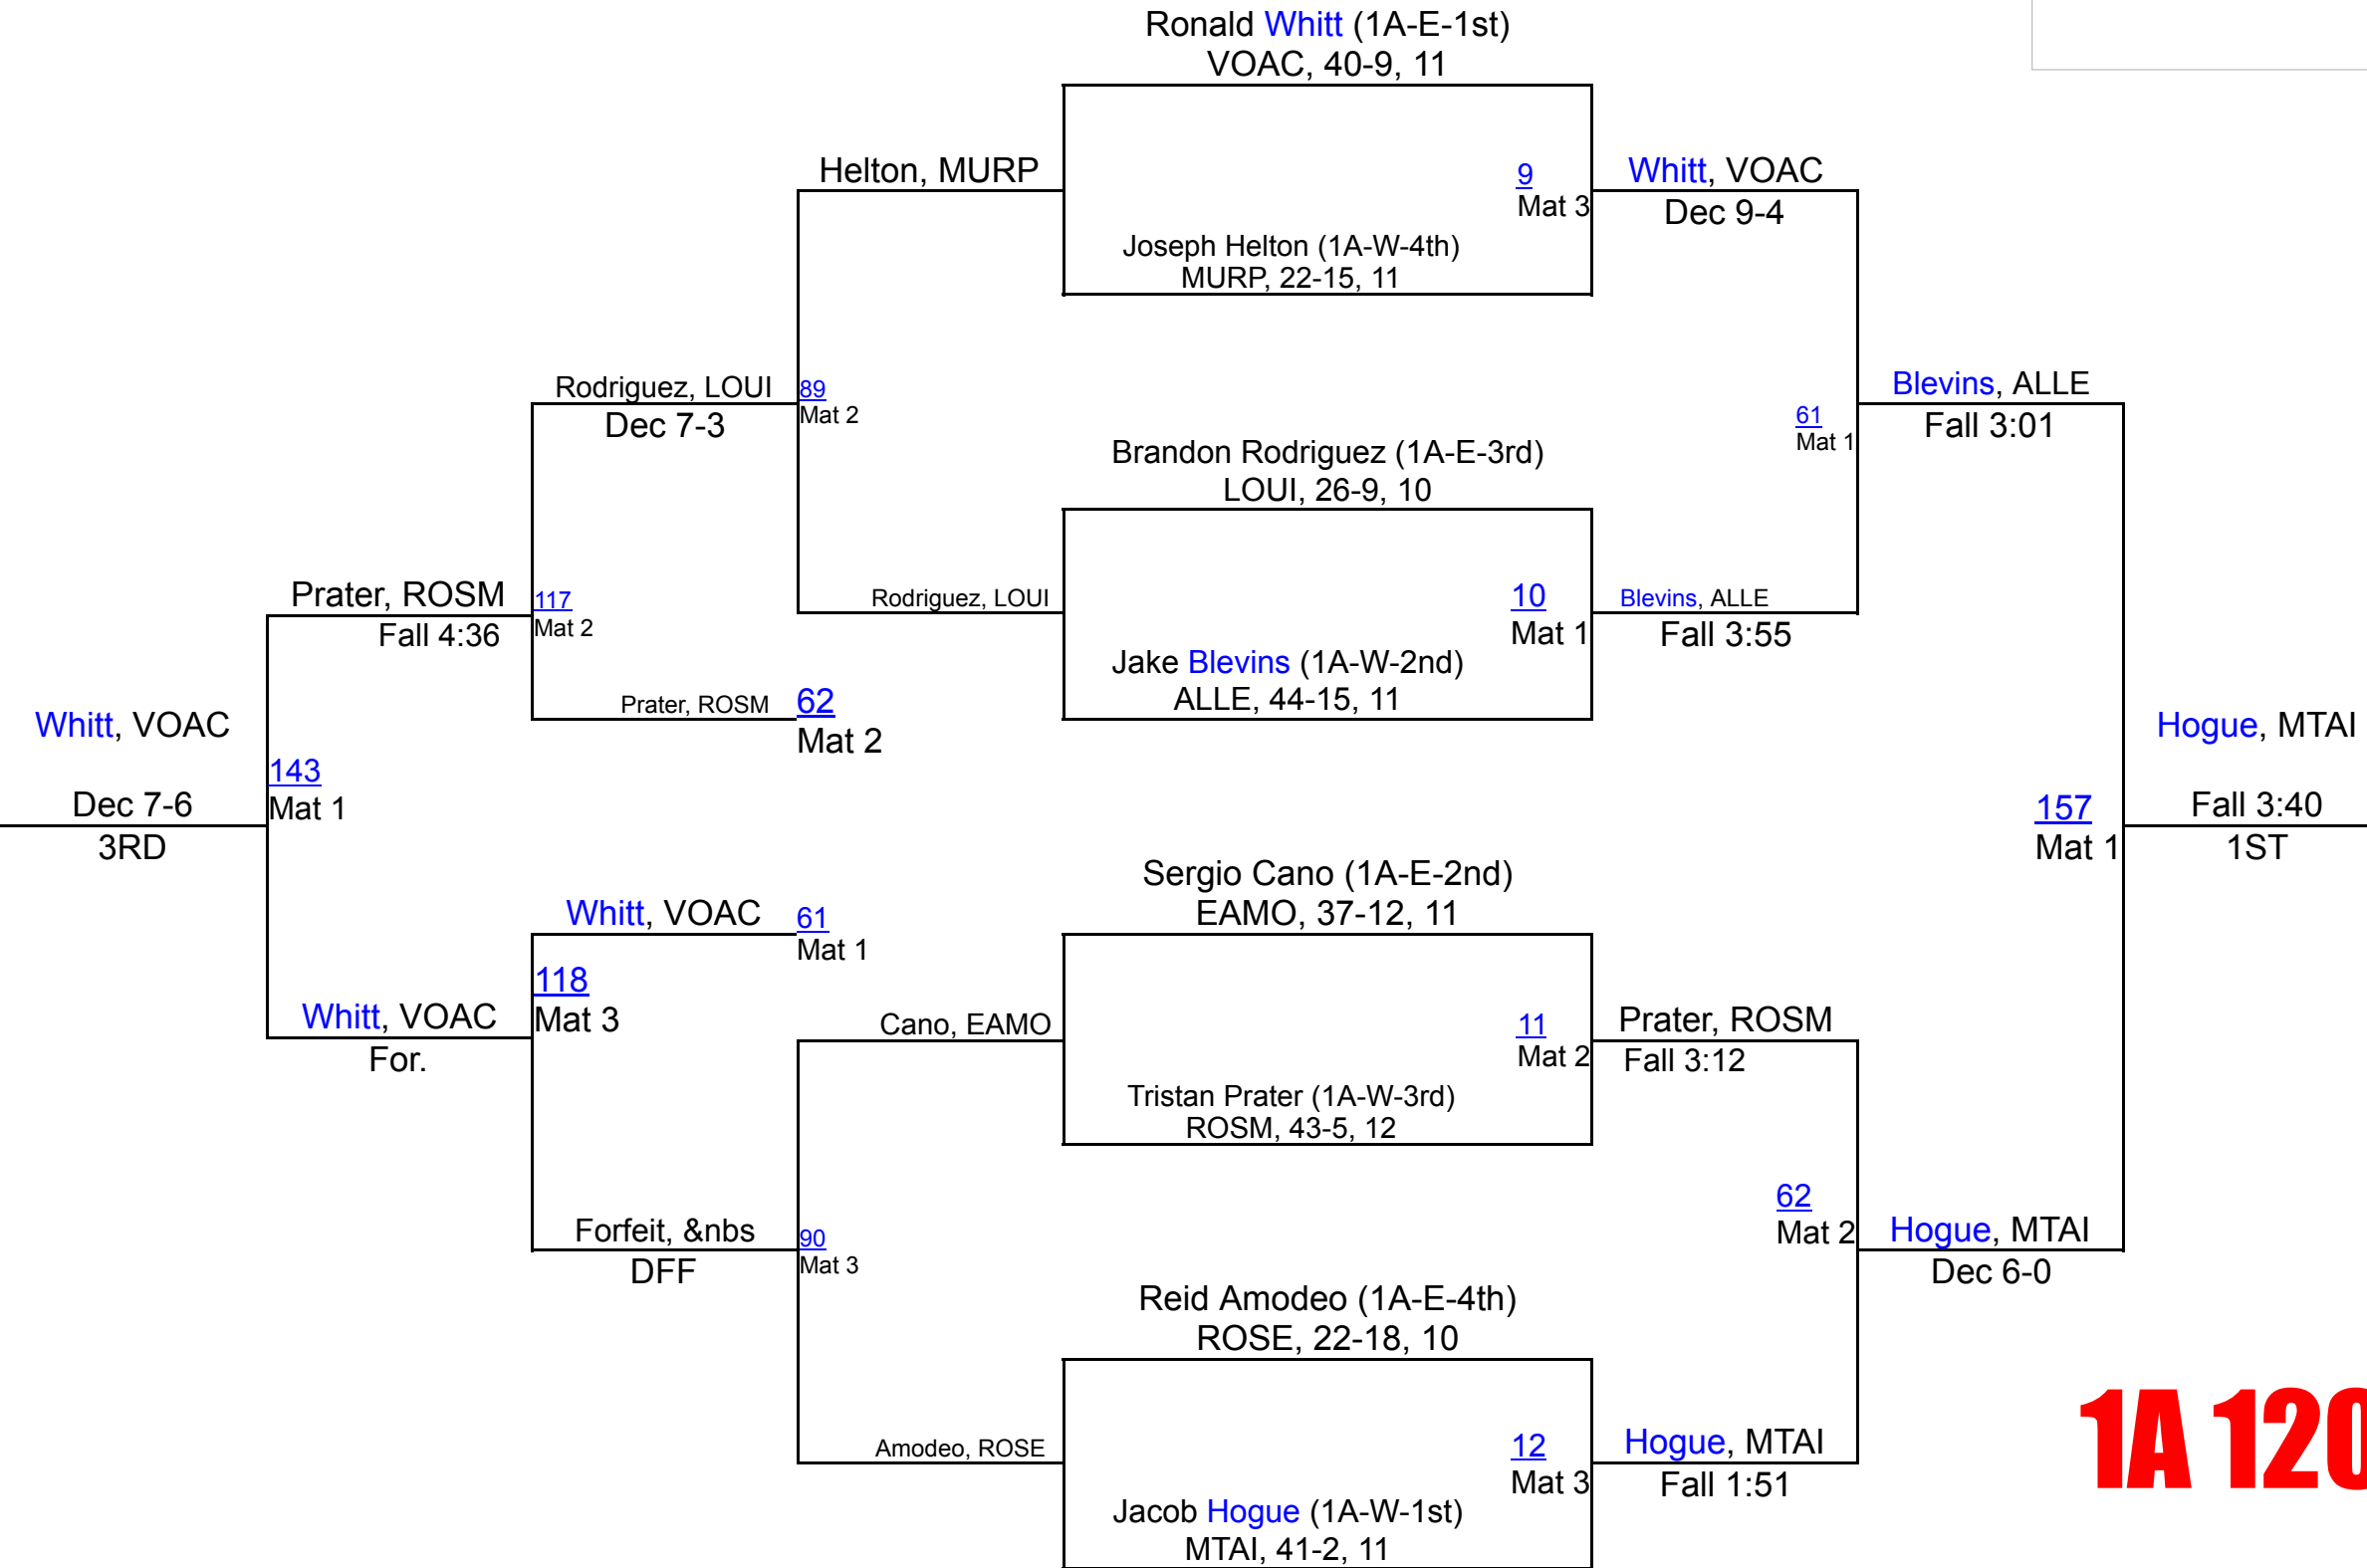 Ronald Whitt (1A-E-1st)
VOAC, 40-9, 11
Helton, MURP
9
Mat 3
Whitt, VOAC
Dec 9-4
Joseph Helton (1A-W-4th)
MURP, 22-15, 11
Rodriguez, LOUI
Dec 7-3
89
Mat 2
61
Mat 1
Blevins, ALLE
Fall 3:01
Brandon Rodriguez (1A-E-3rd)
LOUI, 26-9, 10
Prater, ROSM
Fall 4:36
117
Mat 2
Rodriguez, LOUI
10
Mat 1
Blevins, ALLE
Fall 3:55
Jake Blevins (1A-W-2nd)
ALLE, 44-15, 11
Prater, ROSM
62
Mat 2
Whitt, VOAC
Dec 7-6
3RD
143
Mat 1
Hogue, MTAI
Fall 3:40
1ST
157
Mat 1
Sergio Cano (1A-E-2nd)
EAMO, 37-12, 11
Whitt, VOAC
61
Mat 1
118
Mat 3
Whitt, VOAC
For.
Cano, EAMO
11
Mat 2
Prater, ROSM
Fall 3:12
Tristan Prater (1A-W-3rd)
ROSM, 43-5, 12
Forfeit, &nbs
DFF
90
Mat 3
62
Mat 2
Hogue, MTAI
Dec 6-0
Reid Amodeo (1A-E-4th)
ROSE, 22-18, 10
Amodeo, ROSE
12
Mat 3
Hogue, MTAI
Fall 1:51
Jacob Hogue (1A-W-1st)
MTAI, 41-2, 11
1A 120